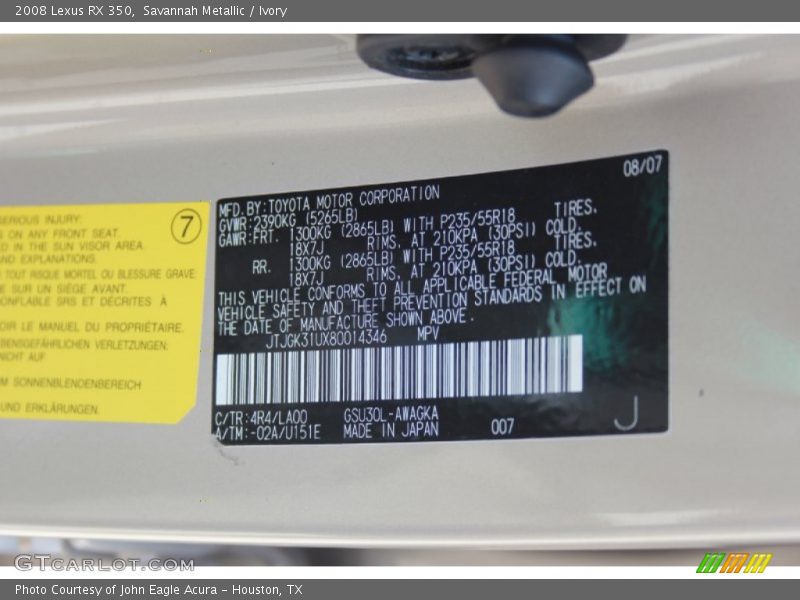 2008 Lexus RX 350, Savannah Metallic / Ivory
SERIOUS INJURY:
S ON ANY FRONT SEAT.
ED IN THE SUN VISOR AREA.
AND EXPLANATIONS.
TOUT RISQUE MORTEL OU BLESSURE GRAVE:
E SUR UN SIÈGE AVANT.
ONFLABLE SRS ET DÉCRITES À
OIR LE MANUEL DU PROPRIÉTAIRE.
BENSGEFÄHRLICHEN VERLETZUNGEN:
NICHT AUF
M SONNENBLENDENBEREICH
UND ERKLÄRUNGEN.
7
08/07
MFD.BY:TOYOTA MOTOR CORPORATION
GVWR:2390KG (5265LB)
GAWR:FRT. 1300KG (2865LB) WITH P235/55R18 TIRES,
18X7J RIMS, AT 210KPA (30PSI) COLD.
RR. 1300KG (2865LB) WITH P235/55R18 TIRES,
18X7J RIMS, AT 210KPA (30PSI) COLD.
THIS VEHICLE CONFORMS TO ALL APPLICABLE FEDERAL MOTOR
VEHICLE SAFETY AND THEFT PREVENTION STANDARDS IN EFFECT ON
THE DATE OF MANUFACTURE SHOWN ABOVE.
JTJGK31UX80014346 MPV
C/TR:4R4/LA00 GSU30L-AWAGKA
A/TM:-02A/U151E MADE IN JAPAN 007 J
GTCARLOT.COM
Photo Courtesy of John Eagle Acura - Houston, TX